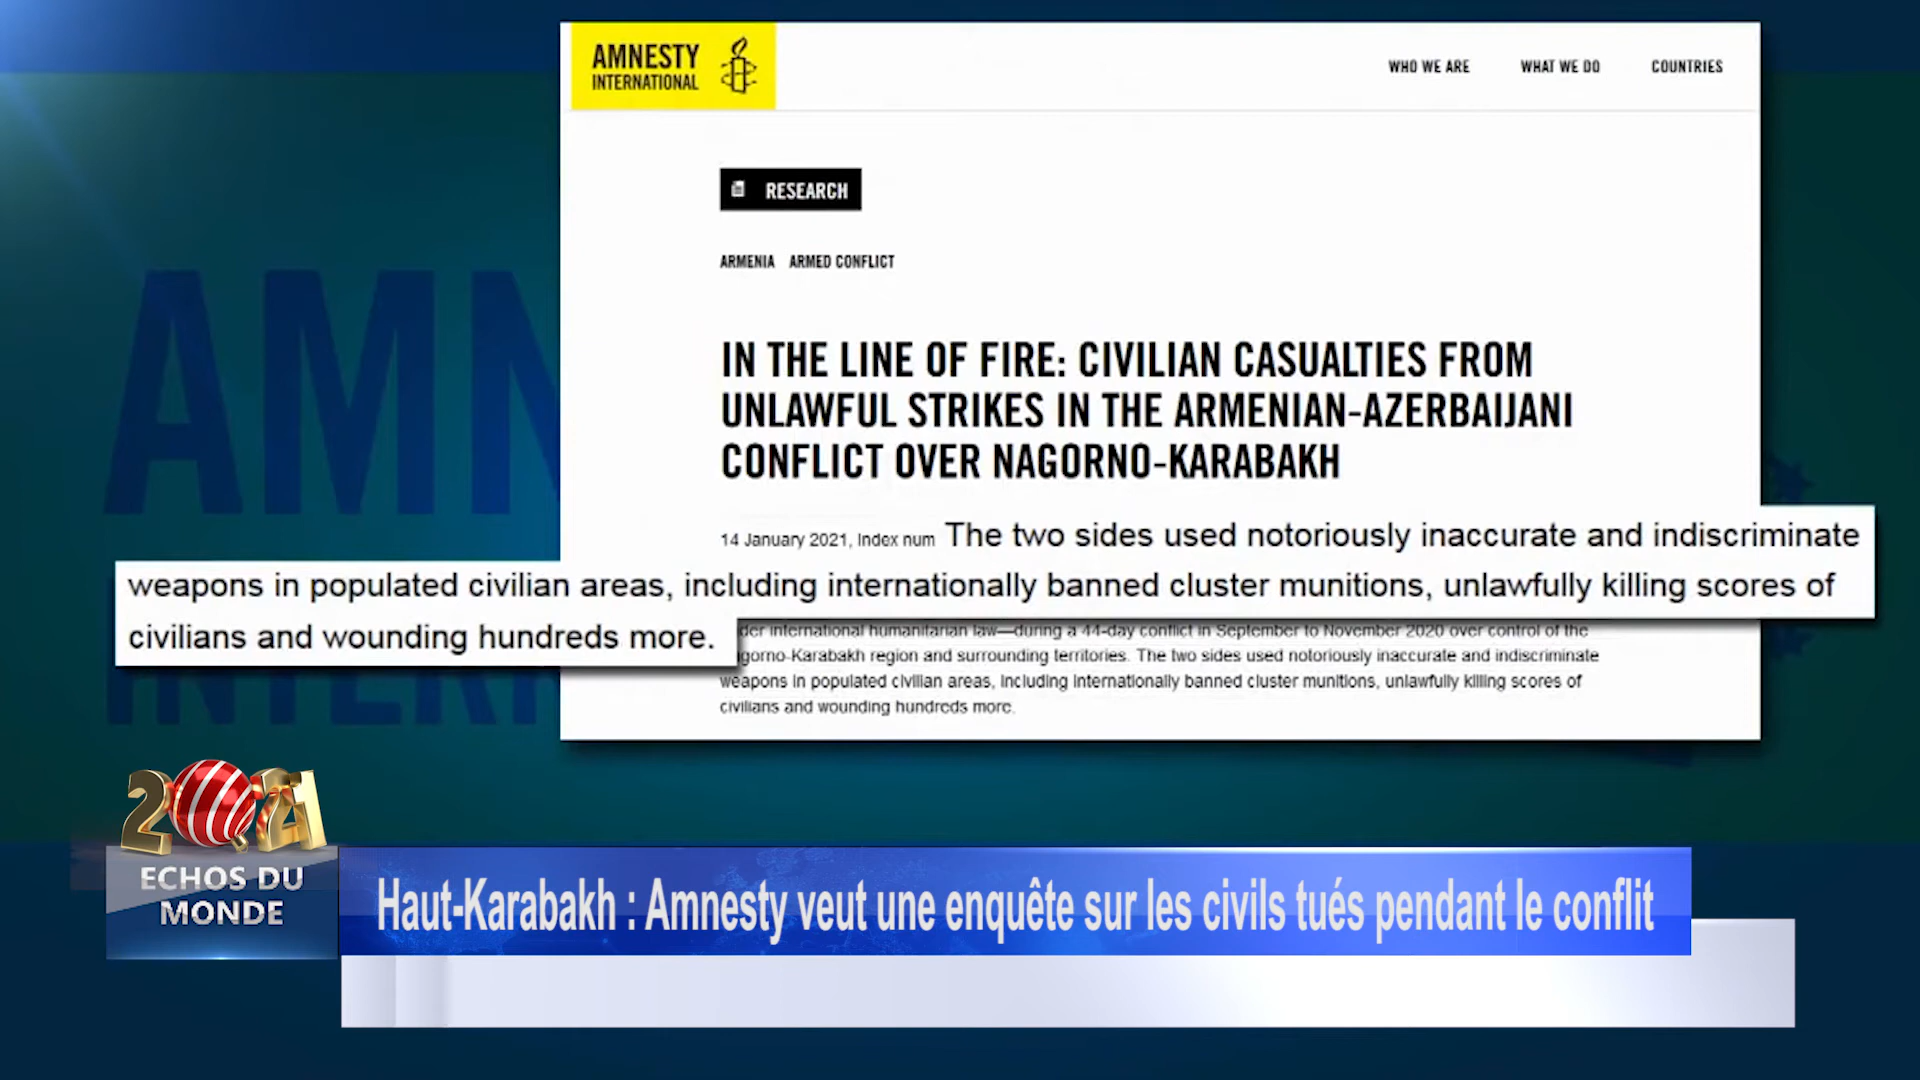 AMNESTY
INTERNATIONAL
WHO WE ARE WHAT WE DO COUNTRIES
RESEARCH
ARMENIA ARMED CONFLICT
IN THE LINE OF FIRE: CIVILIAN CASUALTIES FROM
UNLAWFUL STRIKES IN THE ARMENIAN-AZERBAIJANI
CONFLICT OVER NAGORNO-KARABAKH
14 January 2021, Index num
The two sides used notoriously inaccurate and indiscriminate
weapons in populated civilian areas, including internationally banned cluster munitions, unlawfully killing scores of
civilians and wounding hundreds more.
international humanitarian law—during a 44-day conflict in September to November 2020 over control of the
gorno-Karabakh region and surrounding territories. The two sides used notoriously inaccurate and indiscriminate
weapons in populated civilian areas, including internationally banned cluster munitions, unlawfully killing scores of
civilians and wounding hundreds more.
AMN
INTER
2021
ECHOS DU
MONDE
Haut-Karabakh : Amnesty veut une enquête sur les civils tués pendant le conflit